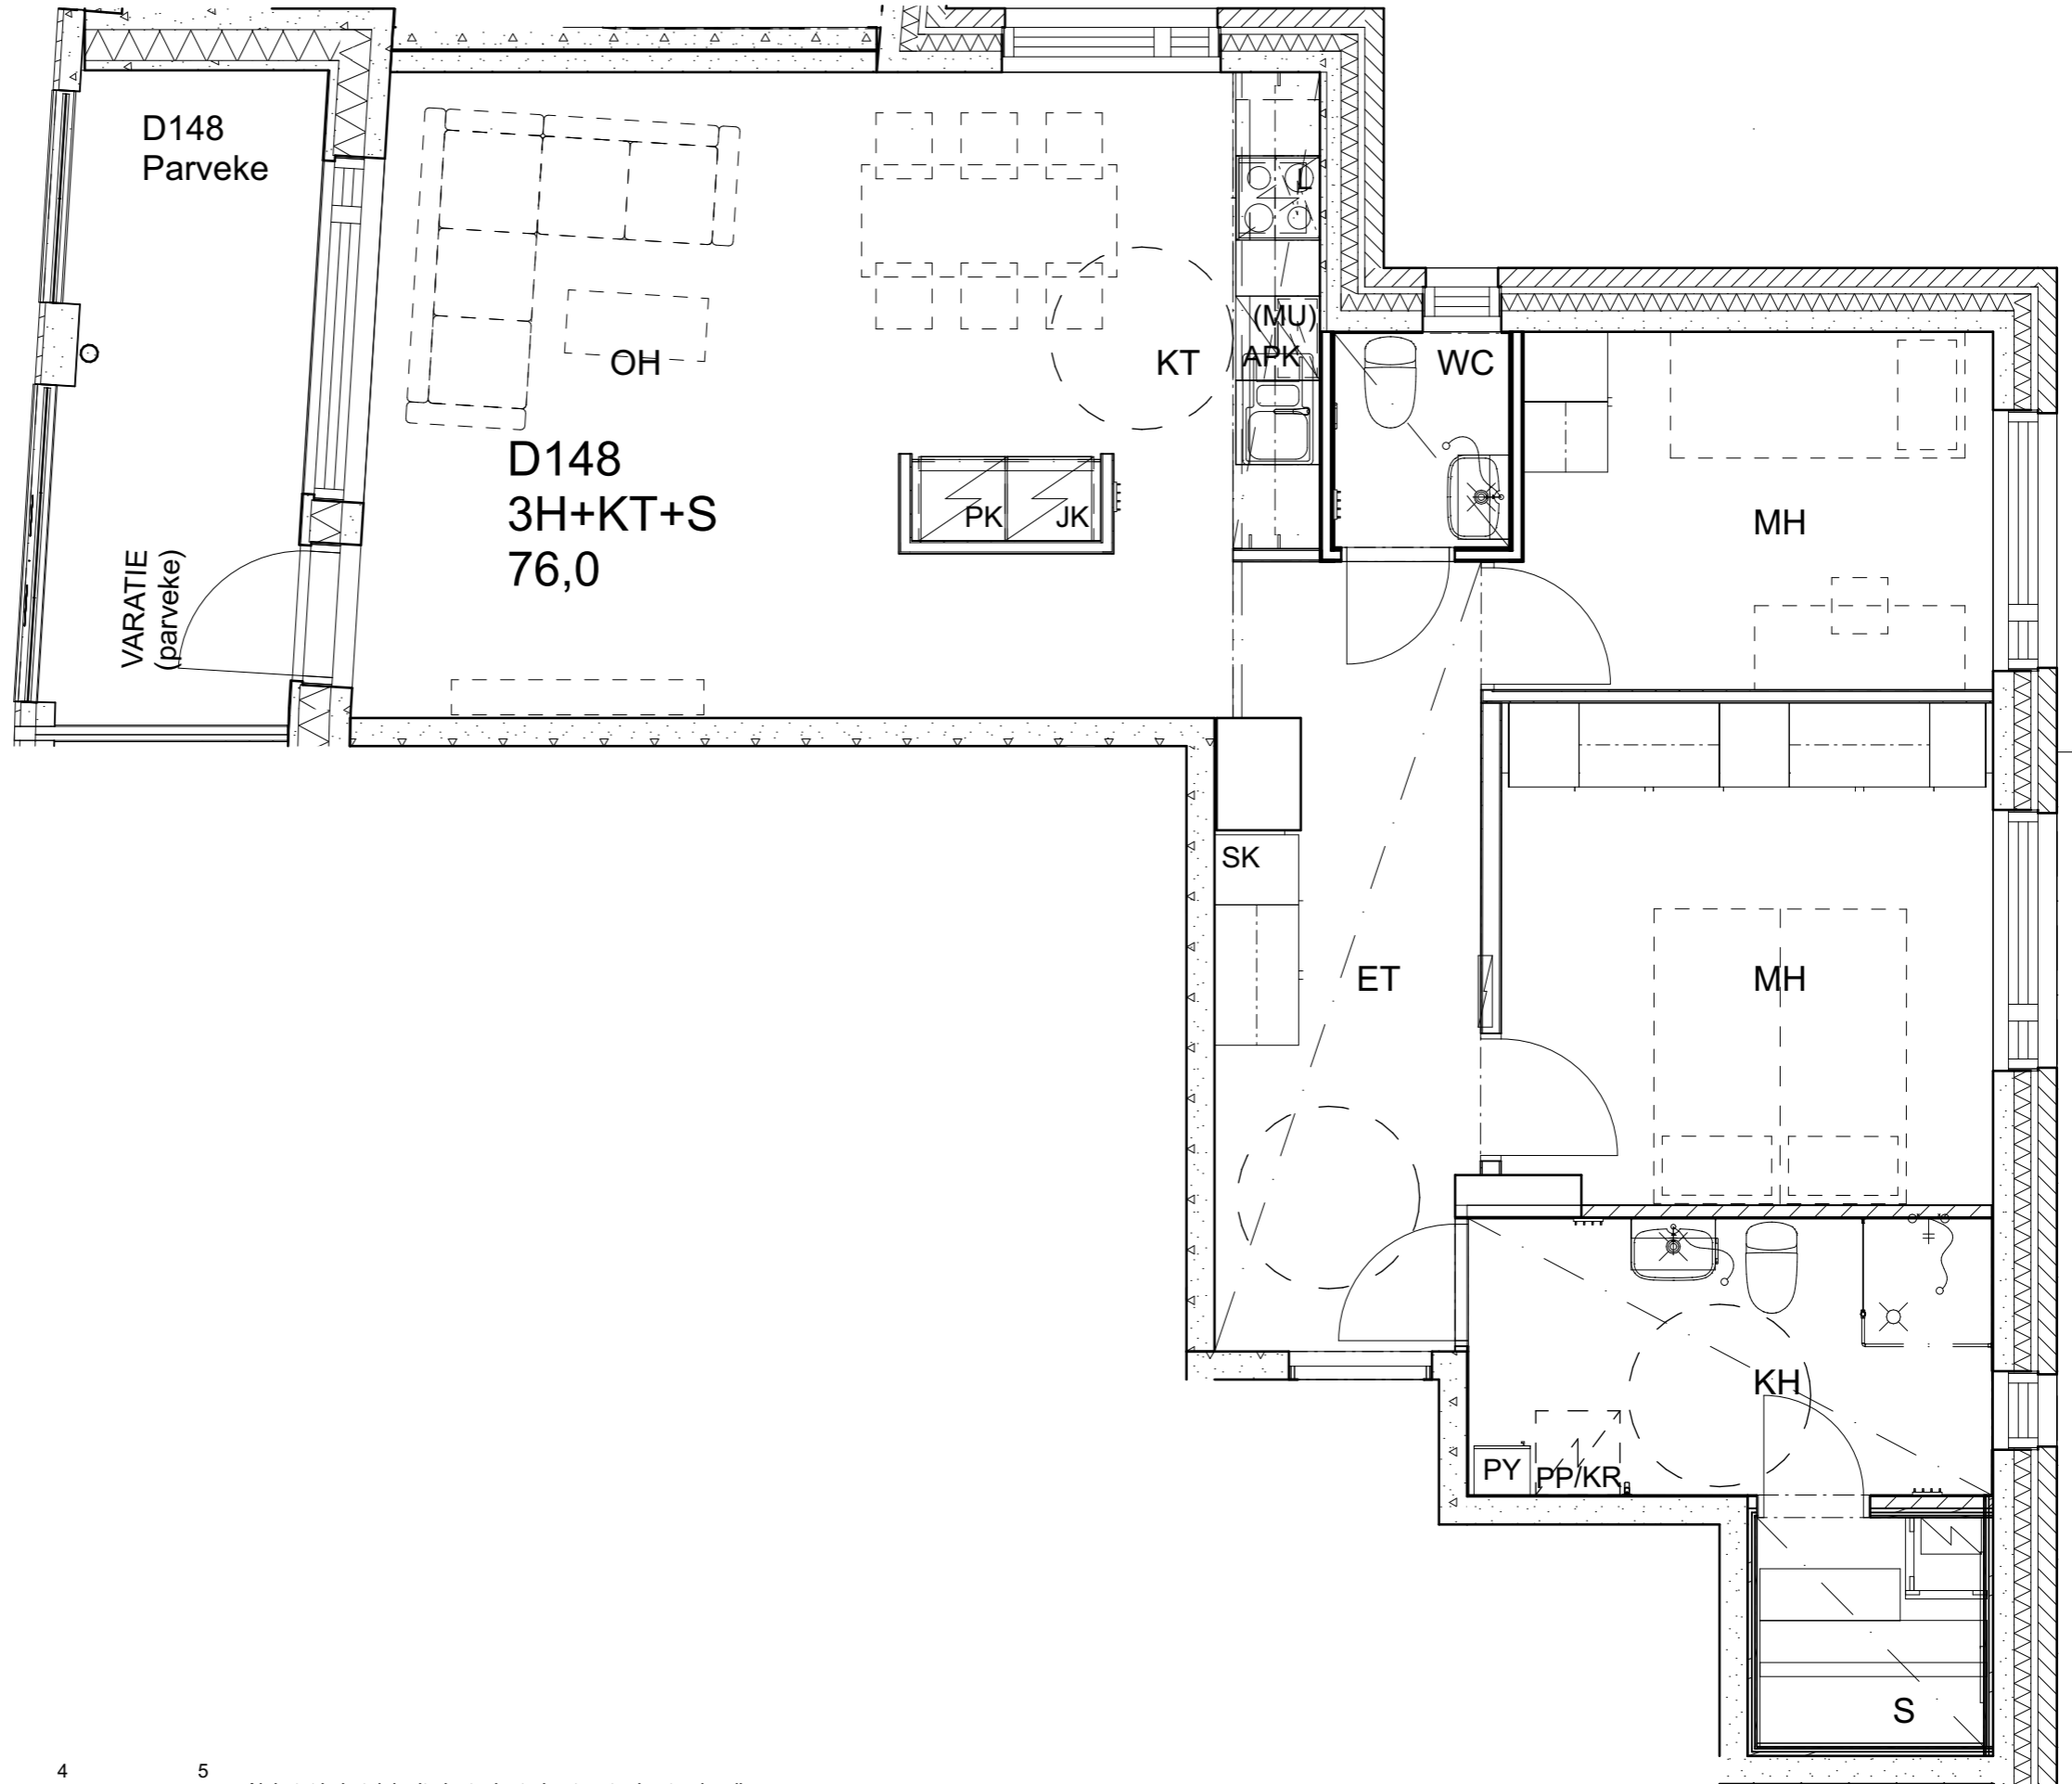 D148
Parveke
VARATIE
(parveke)
OH
D148
3H+KT+S
76,0
KT
L
(MU)
APK
WC
PK
JK
MH
SK
ET
MH
KH
PY
PP/KR
S
4
5